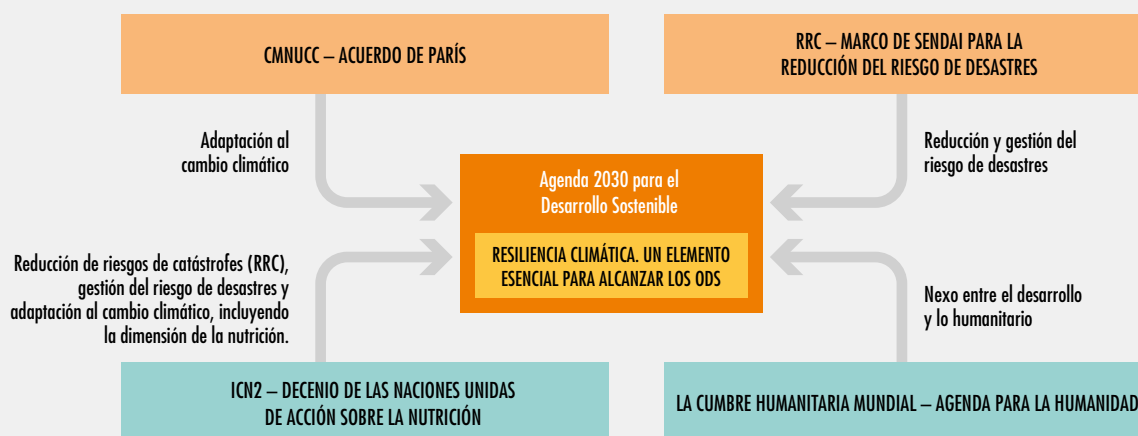 CMNUCC – ACUERDO DE PARÍS
RRC – MARCO DE SENDAI PARA LA
REDUCCIÓN DEL RIESGO DE DESASTRES
Adaptación al
cambio climático
Reducción y gestión del
riesgo de desastres
Agenda 2030 para el
Desarrollo Sostenible
RESILIENCIA CLIMÁTICA. UN ELEMENTO
ESENCIAL PARA ALCANZAR LOS ODS
Reducción de riesgos de catástrofes (RRC),
gestión del riesgo de desastres y
adaptación al cambio climático, incluyendo
la dimensión de la nutrición.
Nexo entre el desarrollo
y lo humanitario
ICN2 – DECENIO DE LAS NACIONES UNIDAS
DE ACCIÓN SOBRE LA NUTRICIÓN
LA CUMBRE HUMANITARIA MUNDIAL – AGENDA PARA LA HUMANIDAD